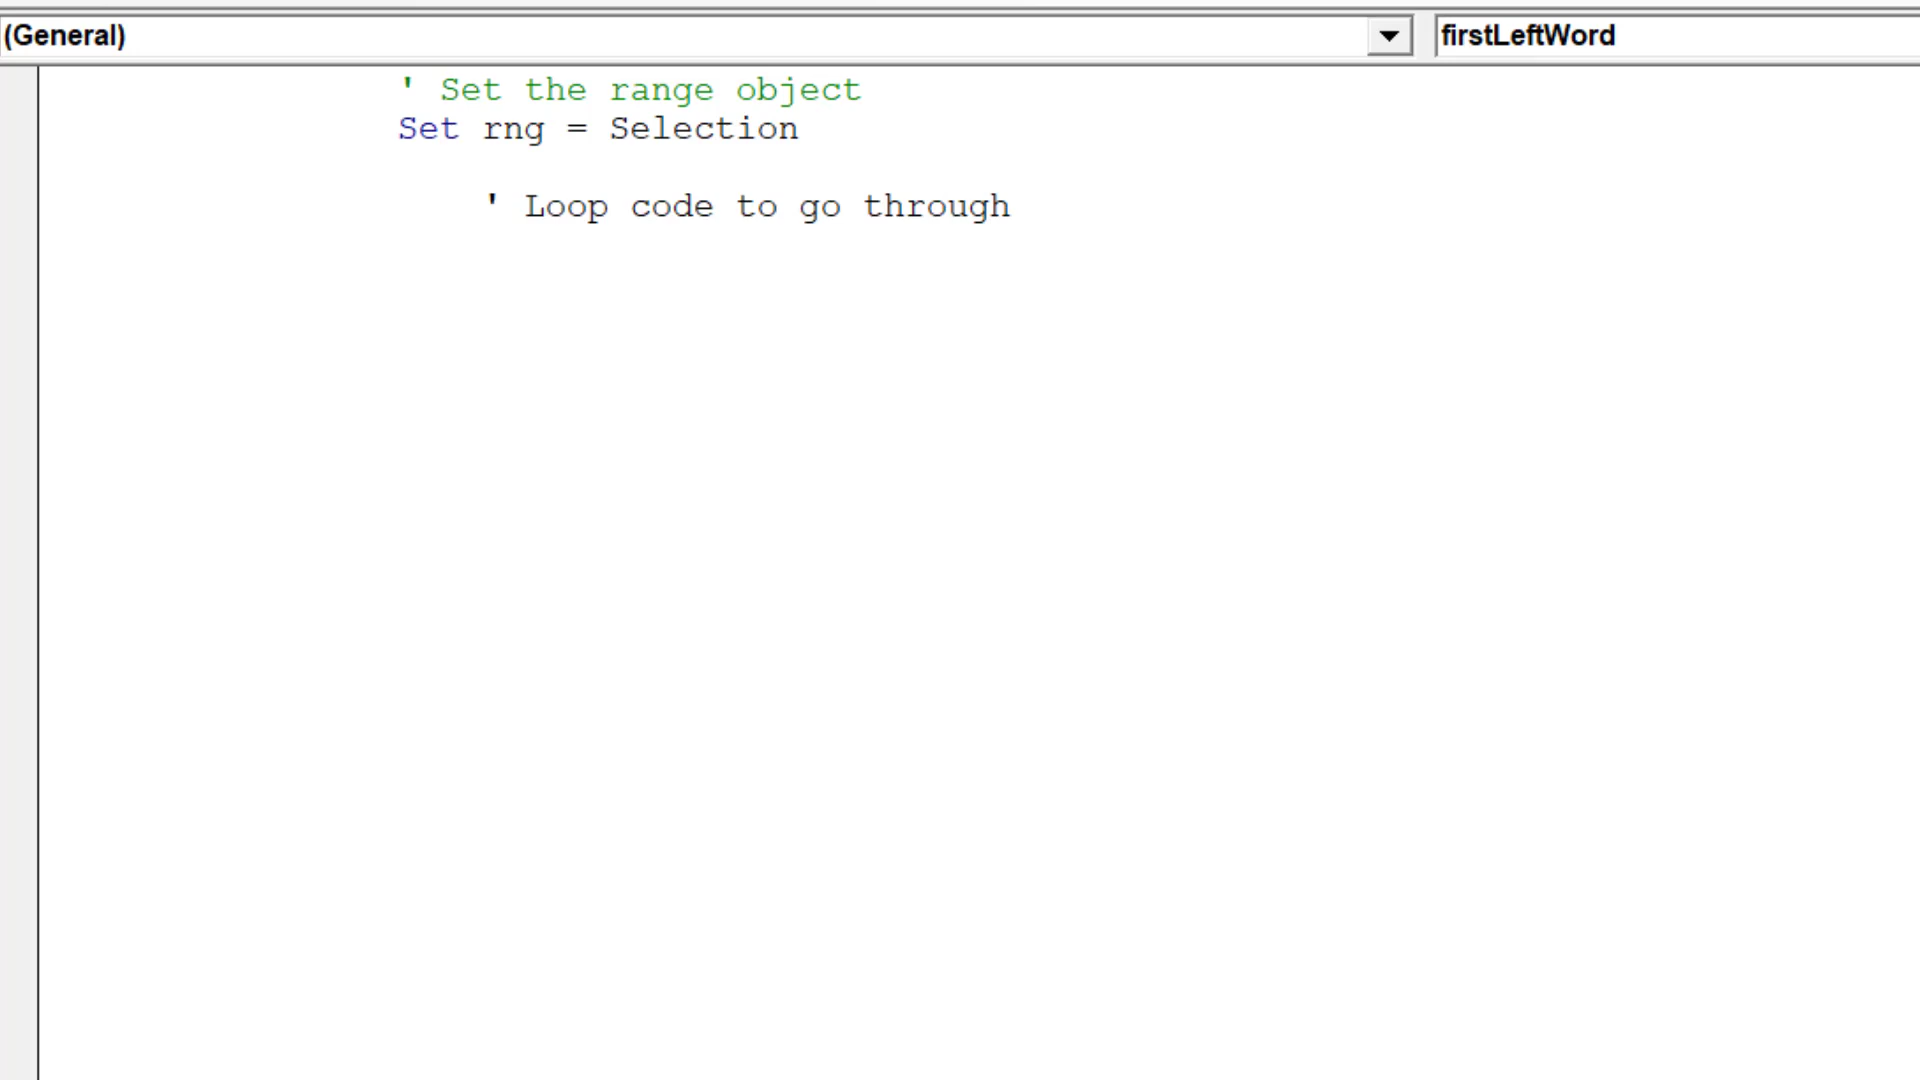 (General) firstLeftWord
' Set the range object
Set rng = Selection
' Loop code to go through